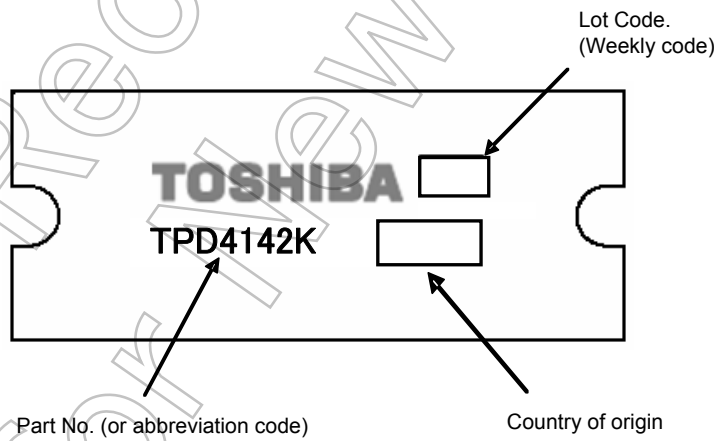 Lot Code.
(Weekly code)
TOSHIBA
TPD4142K
Part No. (or abbreviation code)
Country of origin